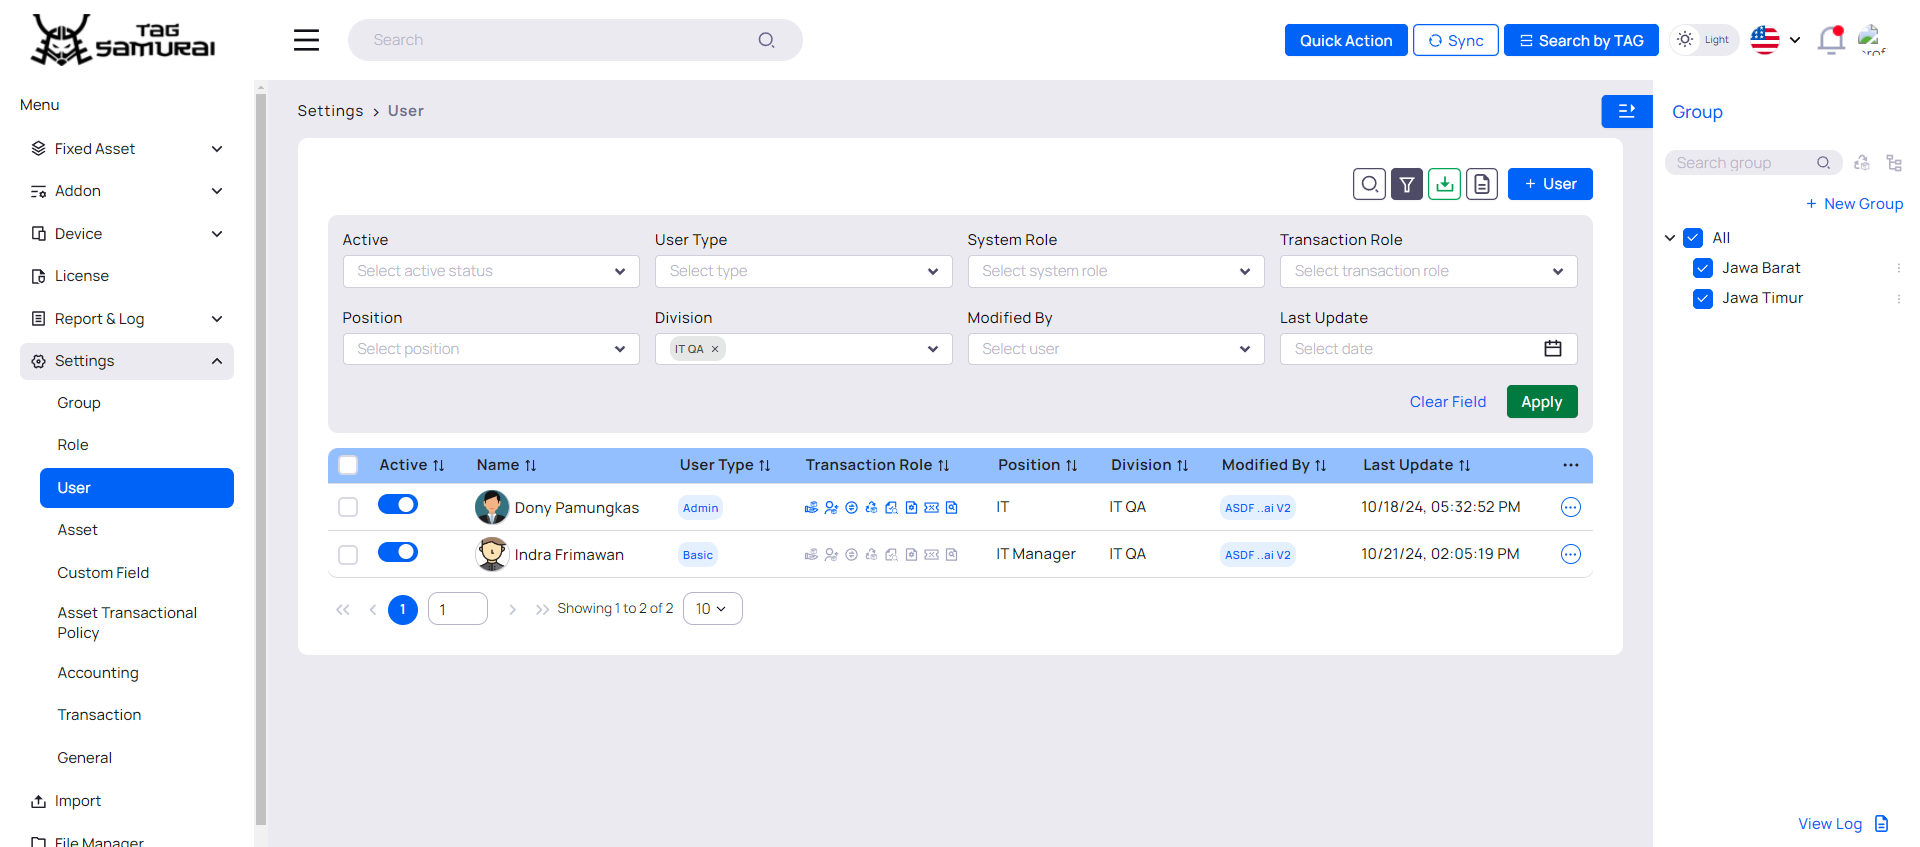 TAG
SAMURAI
Search
Quick Action
Sync
Search by TAG
Light
Menu
Fixed Asset
Addon
Device
License
Report & Log
Settings
Group
Role
User
Asset
Custom Field
Asset Transactional
Policy
Accounting
Transaction
General
Import
File Manager
Settings > User
+ User
Active
User Type
System Role
Transaction Role
Select active status
Select type
Select system role
Select transaction role
Position
Division
Modified By
Last Update
Select position
IT QA ×
Select user
Select date
Clear Field
Apply
Active Name User Type Transaction Role Position Division Modified By Last Update ...
Dony Pamungkas Admin IT IT QA ASDF ..ai V2 10/18/24, 05:32:52 PM
Indra Frimawan Basic IT Manager IT QA ASDF ..ai V2 10/21/24, 02:05:19 PM
1 1 Showing 1 to 2 of 2 10
Group
Search group
+ New Group
All
Jawa Barat
Jawa Timur
View Log